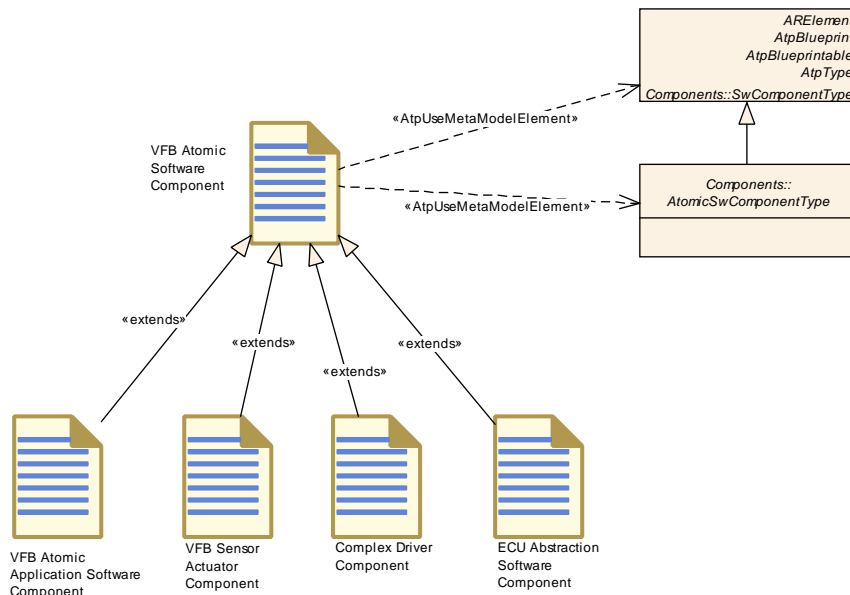 ARElement
AtpBlueprint
AtpBlueprintable
AtpType
Components::SwComponentType
«AtpUseMetaModelElement»
VFB Atomic
Software
Component
Components::
AtomicSwComponentType
«AtpUseMetaModelElement»
«extends»
«extends»
«extends»
«extends»
VFB Atomic
Application Software
Component
VFB Sensor
Actuator
Component
Complex Driver
Component
ECU Abstraction
Software
Component